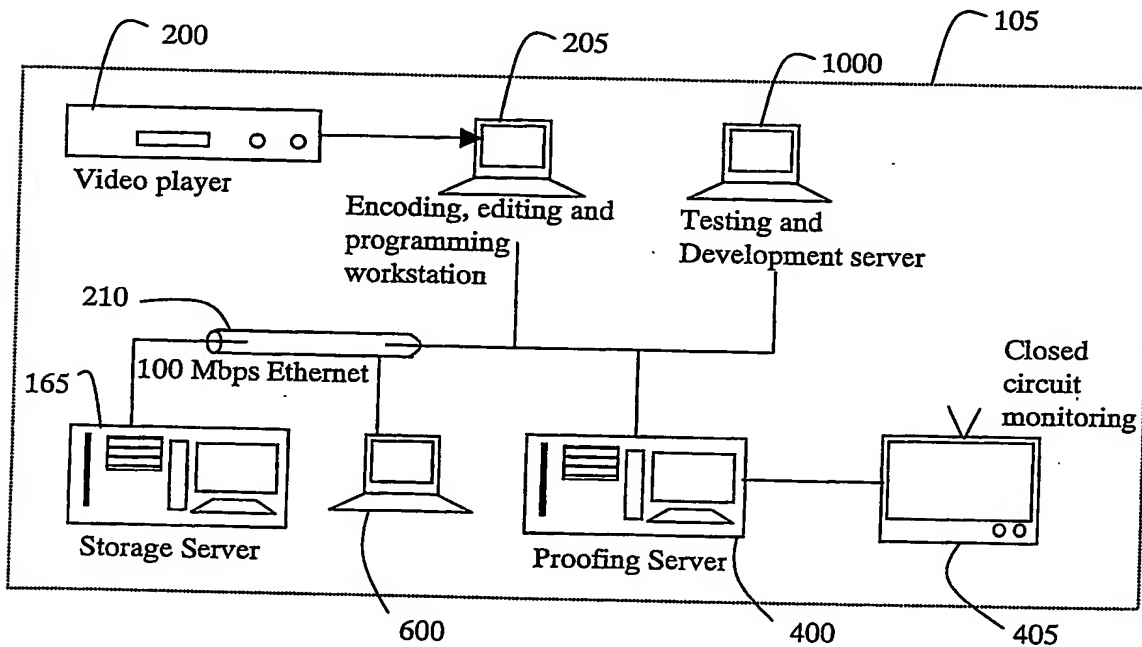 200
205
1000
105
Video player
Encoding, editing and
programming
workstation
Testing and
Development server
210
100 Mbps Ethernet
165
Closed
circuit
monitoring
Storage Server
Proofing Server
600
400
405